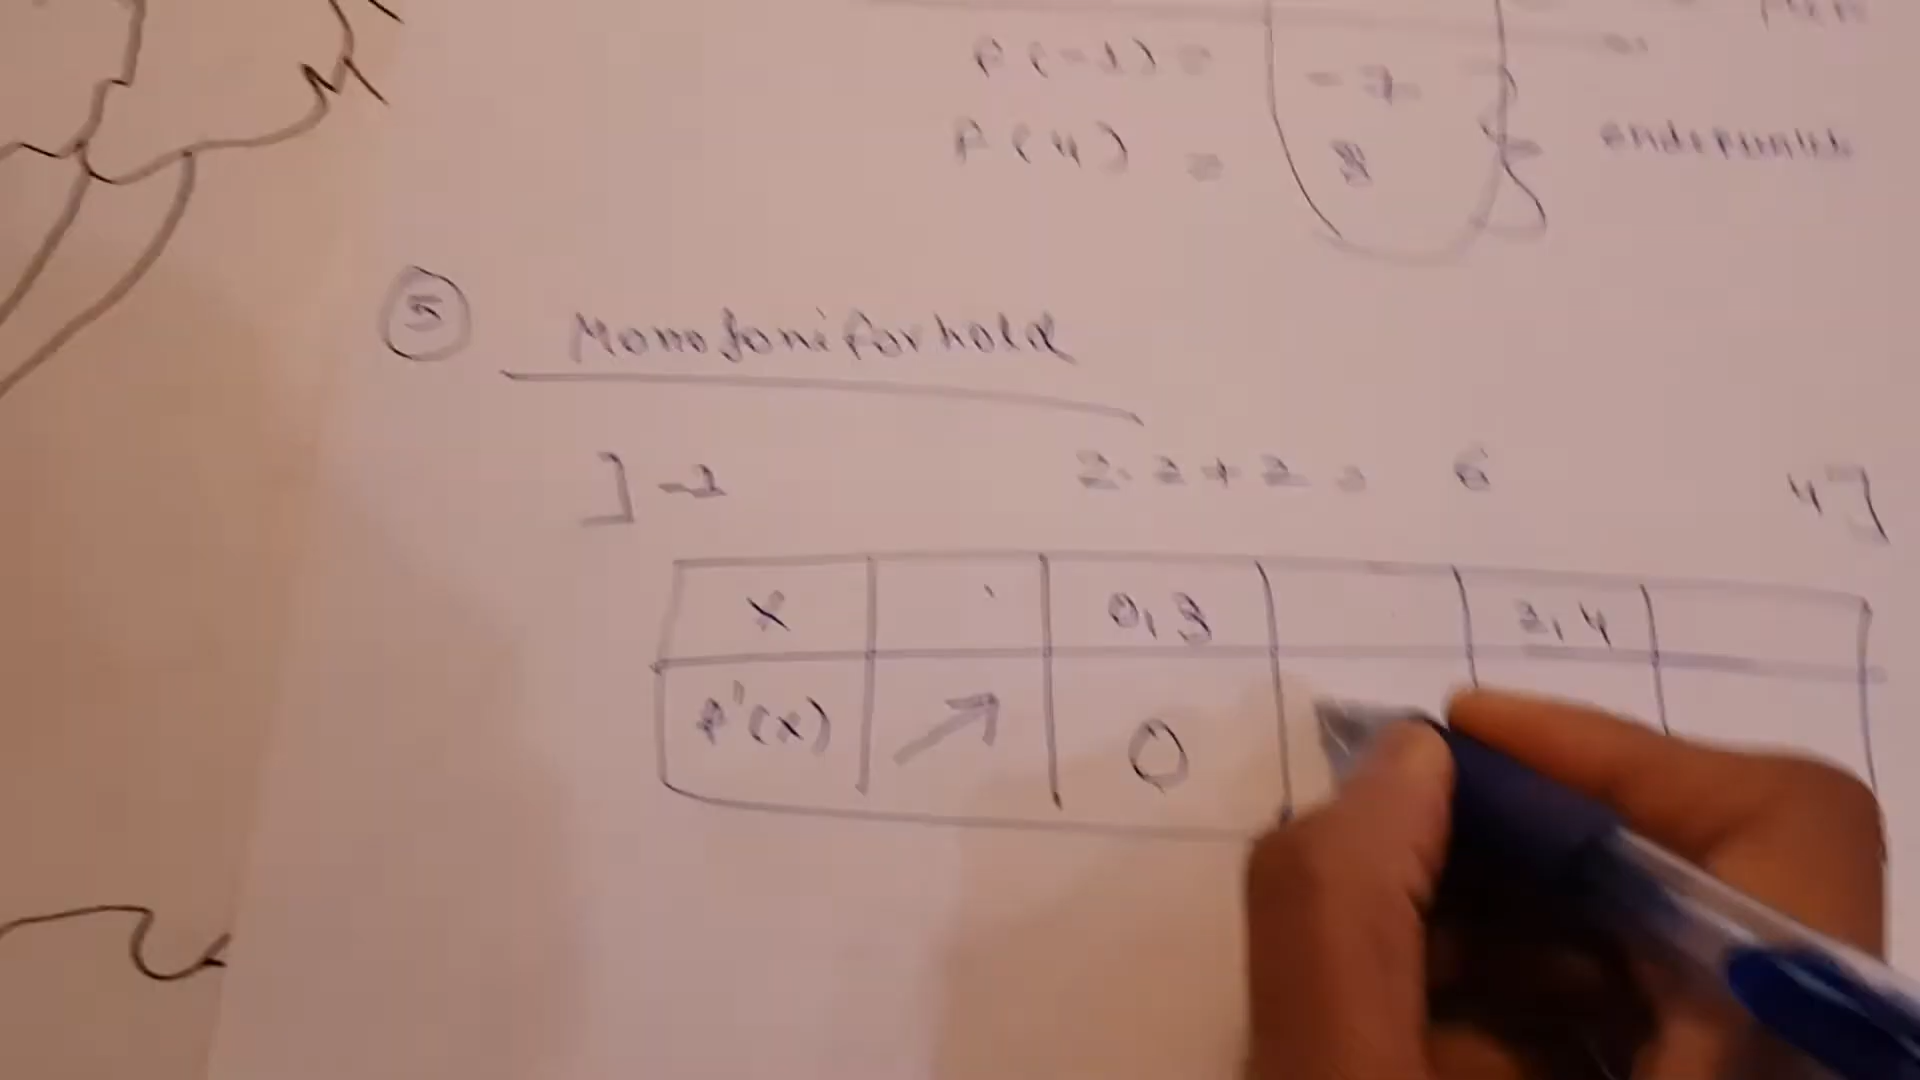 f(-1) = -7
f(4) = 8 endepunkt
5 Monotoniforhold
]-1 2·2+2= 6 4]
x 0,3 2,4
f'(x) ↗ 0